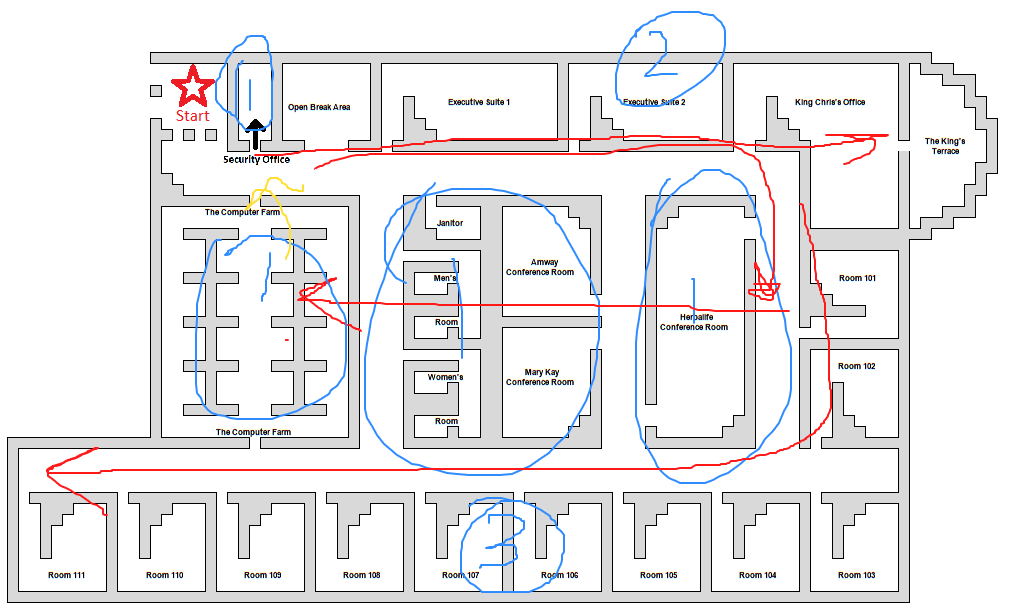 2
1
Open Break Area
Executive Suite 1
Executive Suite 2
King Chris's Office
Start
The King's
Terrace
Security Office
The Computer Farm
Janitor
Amway
Conference Room
Men's
Room
1
1
1
Herbalife
Conference Room
Room 101
Women's
Room
Mary Kay
Conference Room
Room 102
The Computer Farm
3
Room 111
Room 110
Room 109
Room 108
Room 107
Room 106
Room 105
Room 104
Room 103